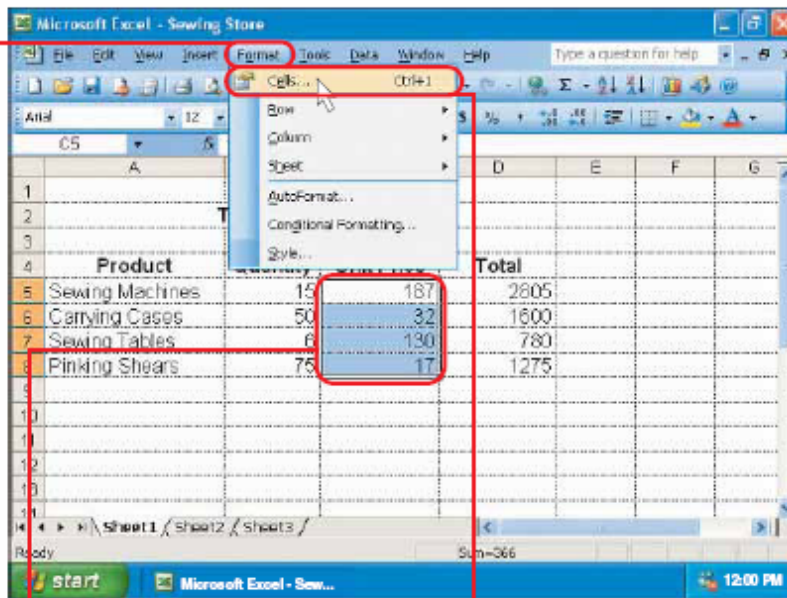 Microsoft Excel - Sewing Store
File Edit View Insert Format Tools Data Window Help Type a question for help
Cells... Ctrl+1
Arial 12 $ % ,
Row
C5
Column
A D E F G
Sheet
1
AutoFormat...
2 T
Conditional Formatting...
3
Style...
4 Product Total
5 Sewing Machines 15 187 2805
6 Carrying Cases 50 32 1600
7 Sewing Tables 6 130 780
8 Pinking Shears 75 17 1275
9
10
11
12
13
14
Sheet1 / Sheet2 / Sheet3 /
Ready Sum=366
start Microsoft Excel - Sew... 12:00 PM